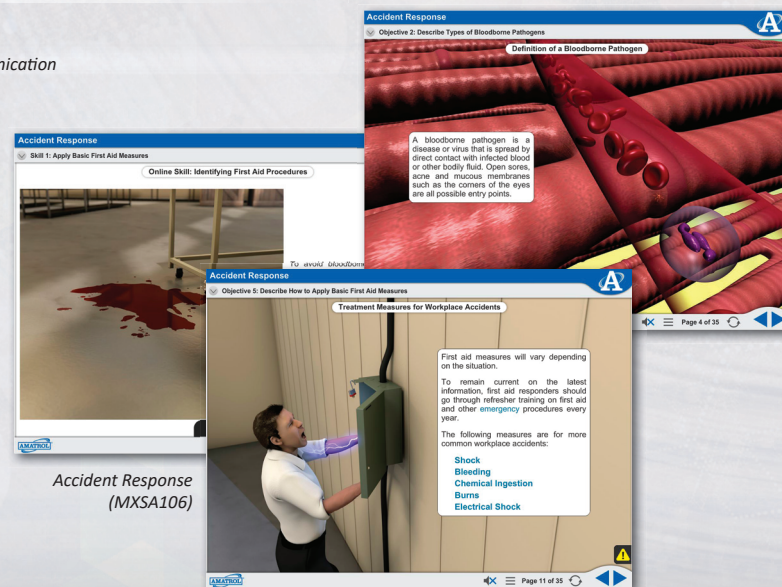 nication
Accident Response
Skill 1: Apply Basic First Aid Measures
Online Skill: Identifying First Aid Procedures
To avoid
AMATROL
Accident Response
(MXSA106)
Accident Response
A
Objective 2: Describe Types of Bloodborne Pathogens
Definition of a Bloodborne Pathogen
A bloodborne pathogen is a
disease or virus that is spread by
direct contact with infected blood
or other bodily fluid. Open sores,
acne and mucous membranes
such as the corners of the eyes
are all possible entry points.
Page 4 of 35
Accident Response
A
Objective 5: Describe How to Apply Basic First Aid Measures
Treatment Measures for Workplace Accidents
First aid measures will vary depending
on the situation.
To remain current on the latest
information, first aid responders should
go through refresher training on first aid
and other emergency procedures every
year.
The following measures are for more
common workplace accidents:
Shock
Bleeding
Chemical Ingestion
Burns
Electrical Shock
AMATROL
Page 11 of 35